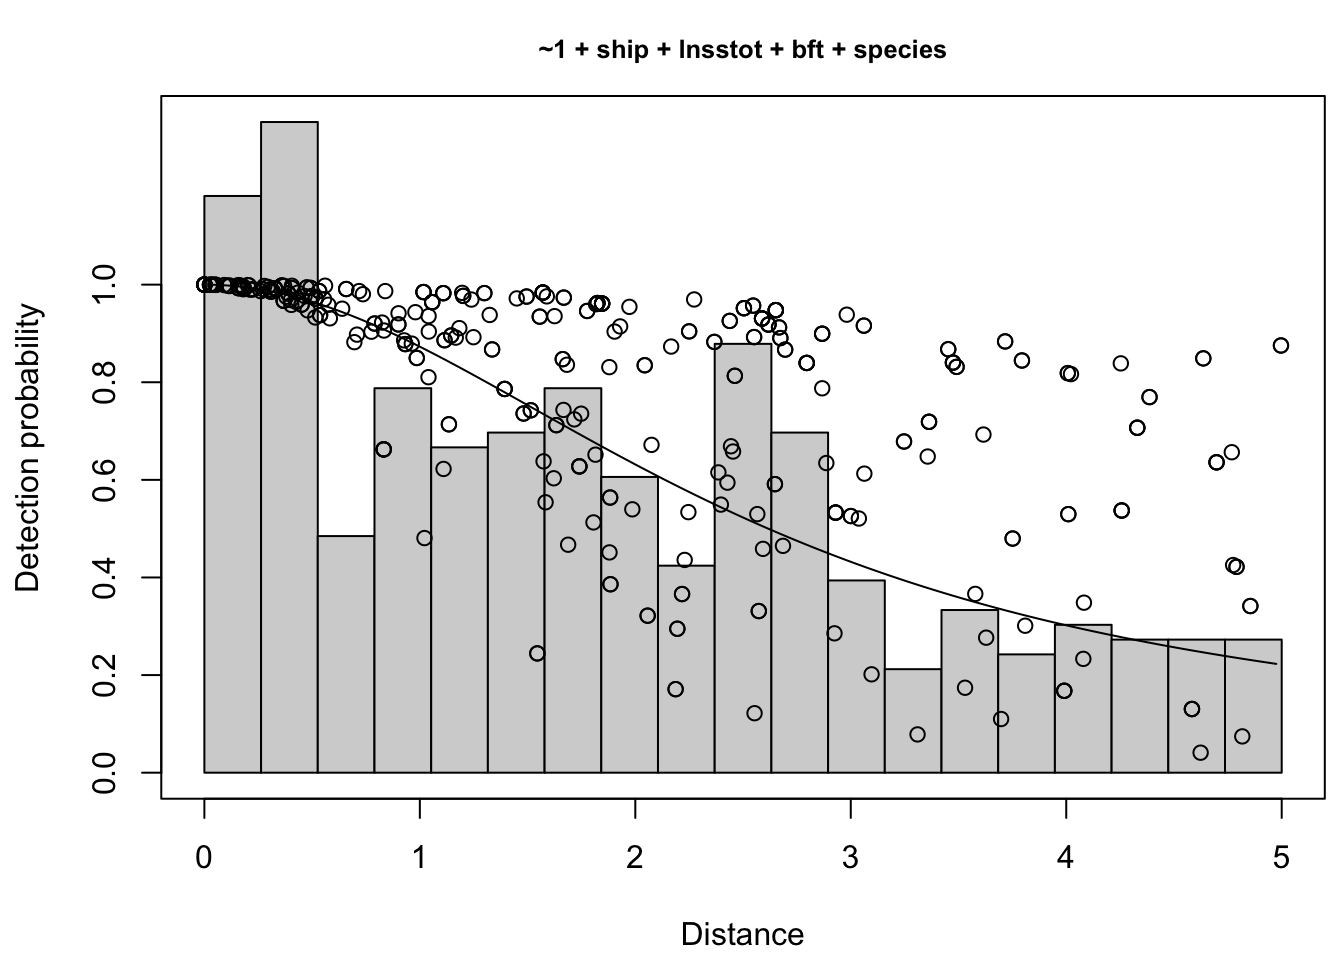 ~1 + ship + lnsstot + bft + species
Detection probability
1.0
0.8
0.6
0.4
0.2
0.0
0 1 2 3 4 5
Distance